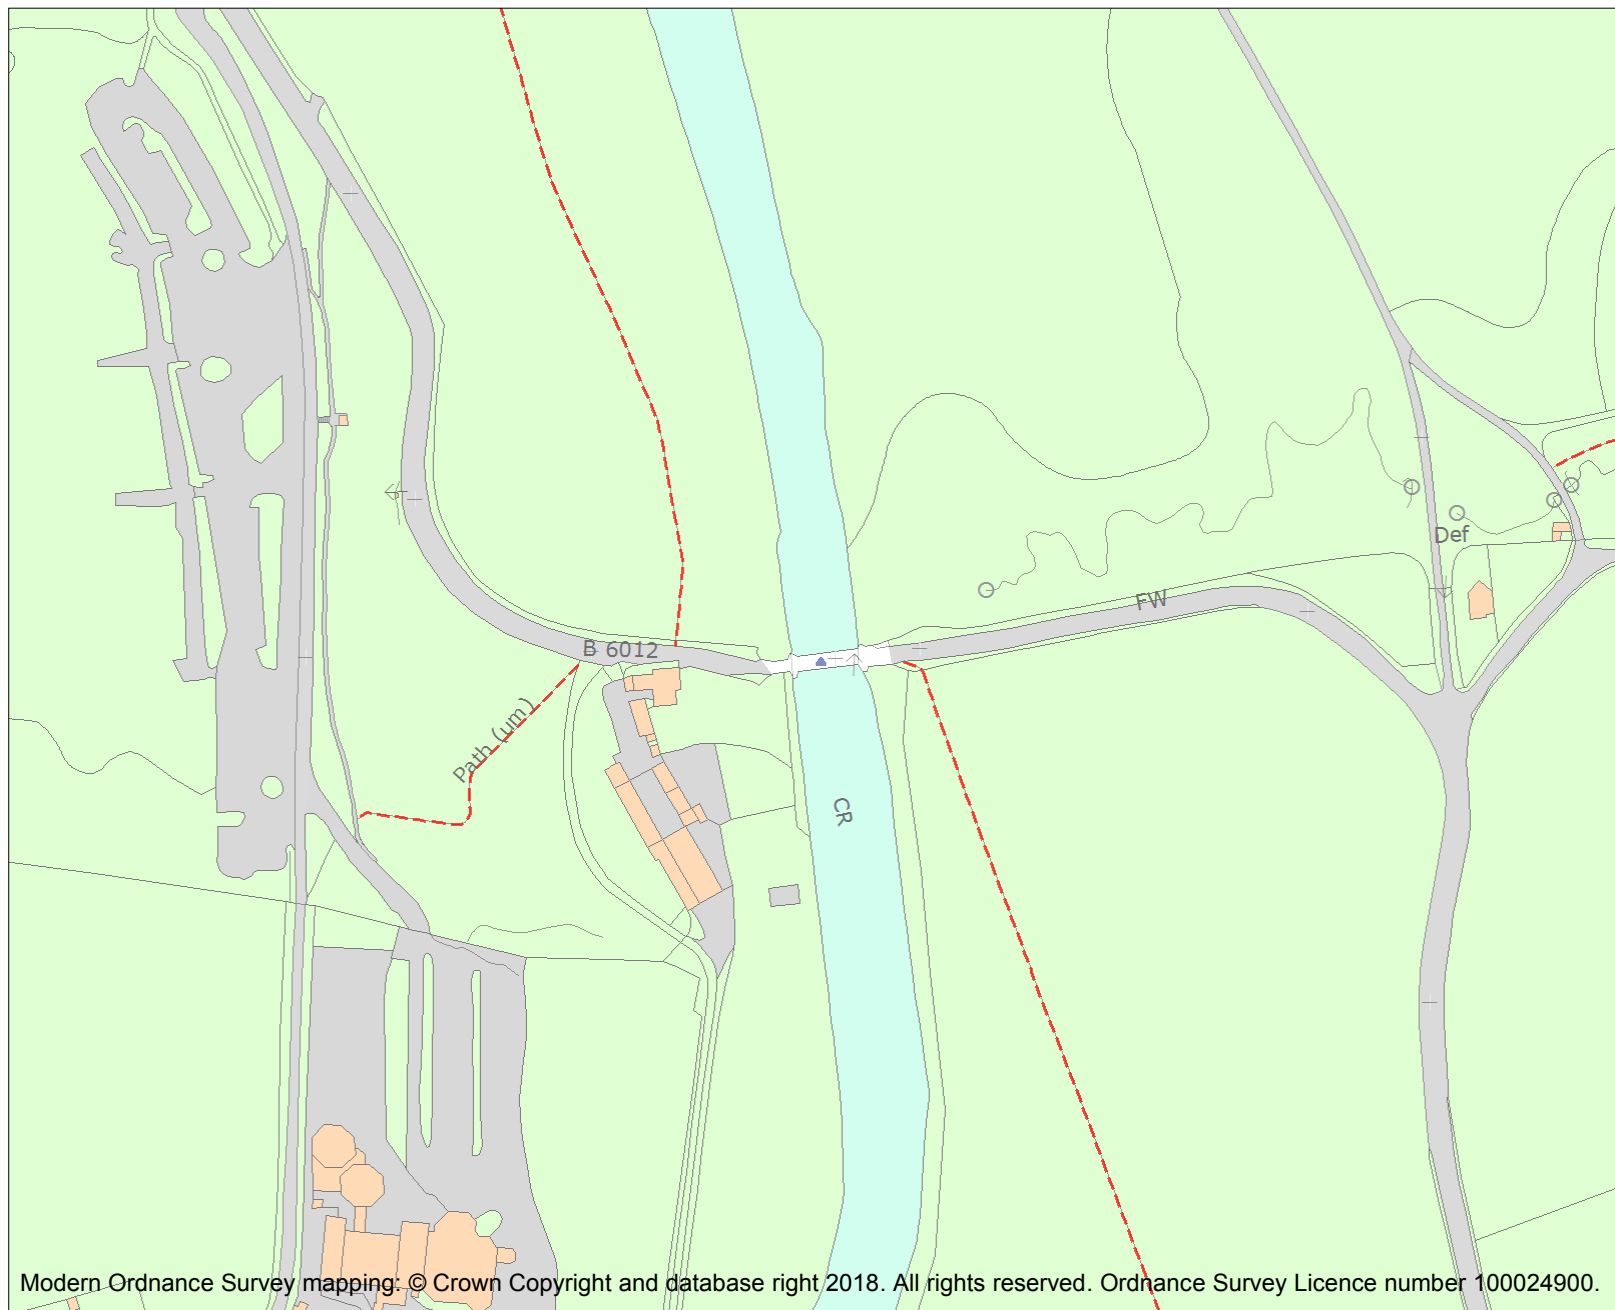 Def
FW
B 6012
Path (um)
CR
Modern Ordnance Survey mapping: © Crown Copyright and database right 2018. All rights reserved. Ordnance Survey Licence number 100024900.